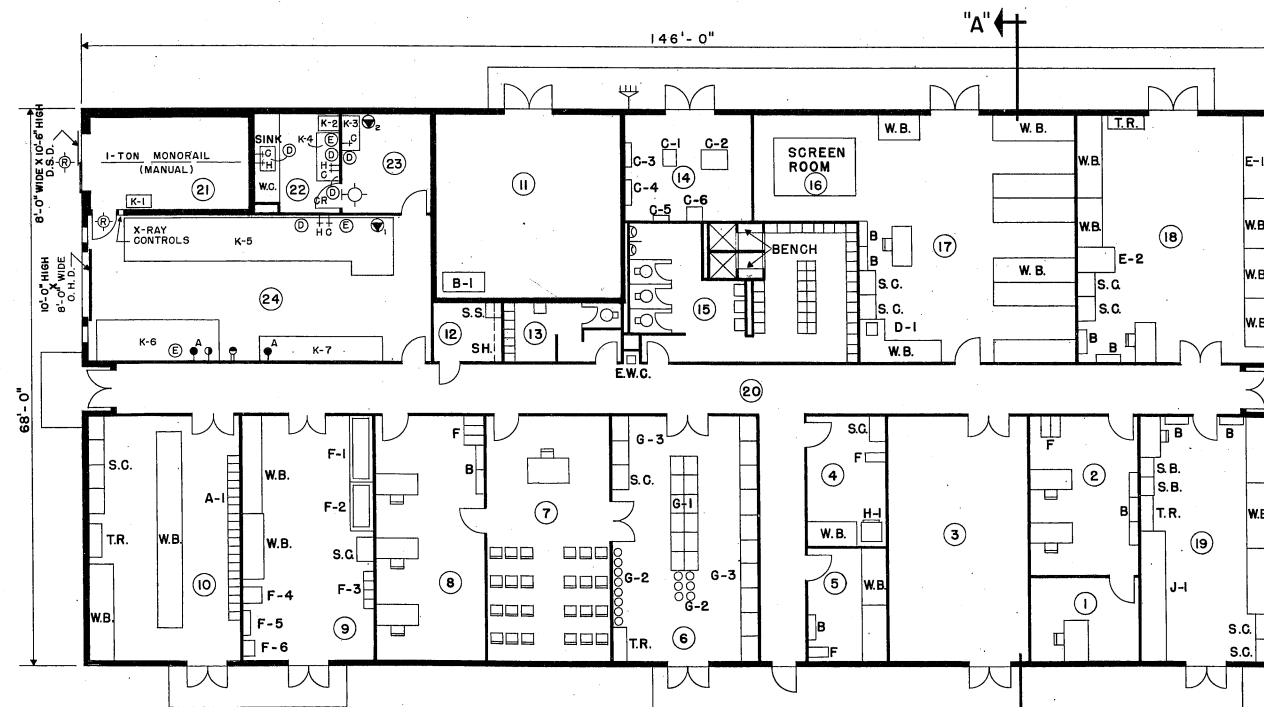 "A"
146'-0"
8'-0" WIDE X 10'-6" HIGH
D.S.D.
R
1-TON MONORAIL
(MANUAL)
21
K-1
R
X-RAY
CONTROLS
K-5
10'-0" HIGH
X
8'-0" WIDE
O.H.D.
24
K-6
E
A
A
K-7
SINK
C
H
D
W.C.
K-4
22
K-2
E
D
H
C
D
CR
K-3
C
D
2
23
D
H C
E
1
11
B-1
12
S.S.
SH.
13
C-3
C-1
C-2
14
C-4
C-5
C-6
BENCH
15
E.W.C.
SCREEN
ROOM
16
W.B.
W.B.
B
B
17
S.C.
S.C.
W.B.
D-1
W.B.
T.R.
W.B.
18
E-2
S.C.
S.C.
B
B
E-1
W.B.
W.B.
W.B.
20
68'-0"
S.C.
T.R.
W.B.
W.B.
A-1
10
W.B.
W.B.
F-1
F-2
S.C.
F-3
F-4
F-5
F-6
9
F
B
8
7
G-3
S.C.
G-1
G-2
G-2
G-3
T.R.
6
S.C.
F
4
H-1
W.B.
5
W.B.
B
F
3
F
2
B
1
B
B
S.B.
S.B.
T.R.
19
J-1
W.B.
S.C.
S.C.